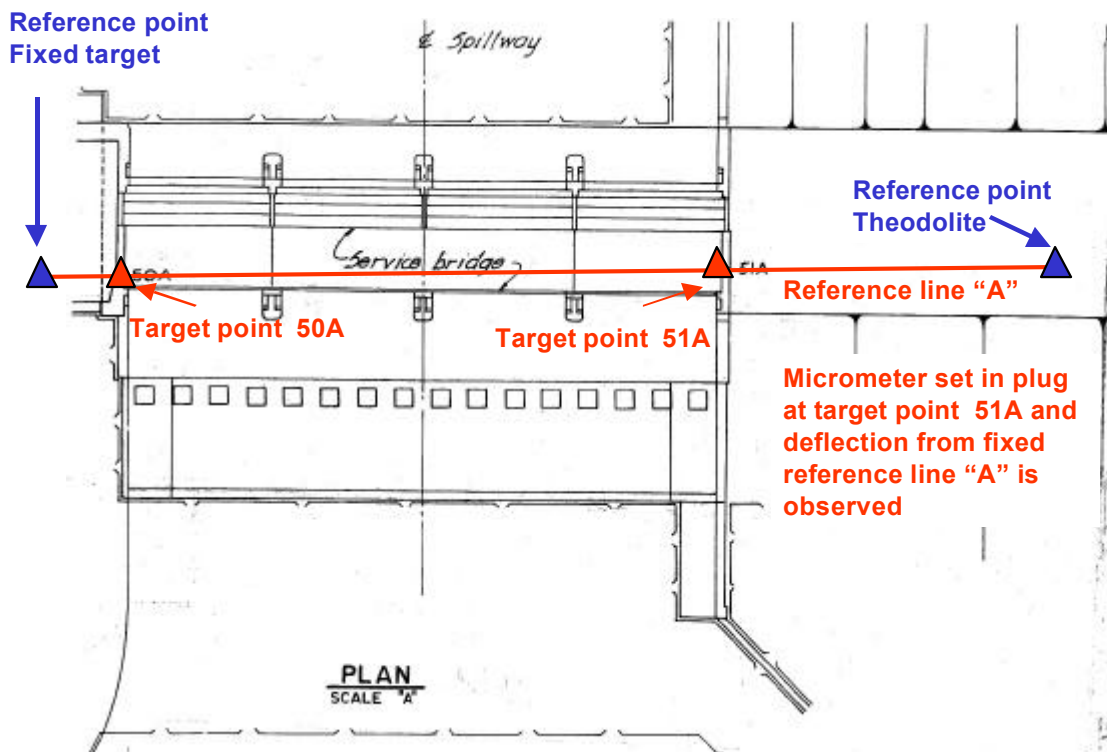 Reference point
Fixed target
℄ Spillway
Reference point
Theodolite
50A
Service bridge
51A
Reference line “A”
Target point 50A
Target point 51A
Micrometer set in plug
at target point 51A and
deflection from fixed
reference line “A” is
observed
PLAN
SCALE "A"